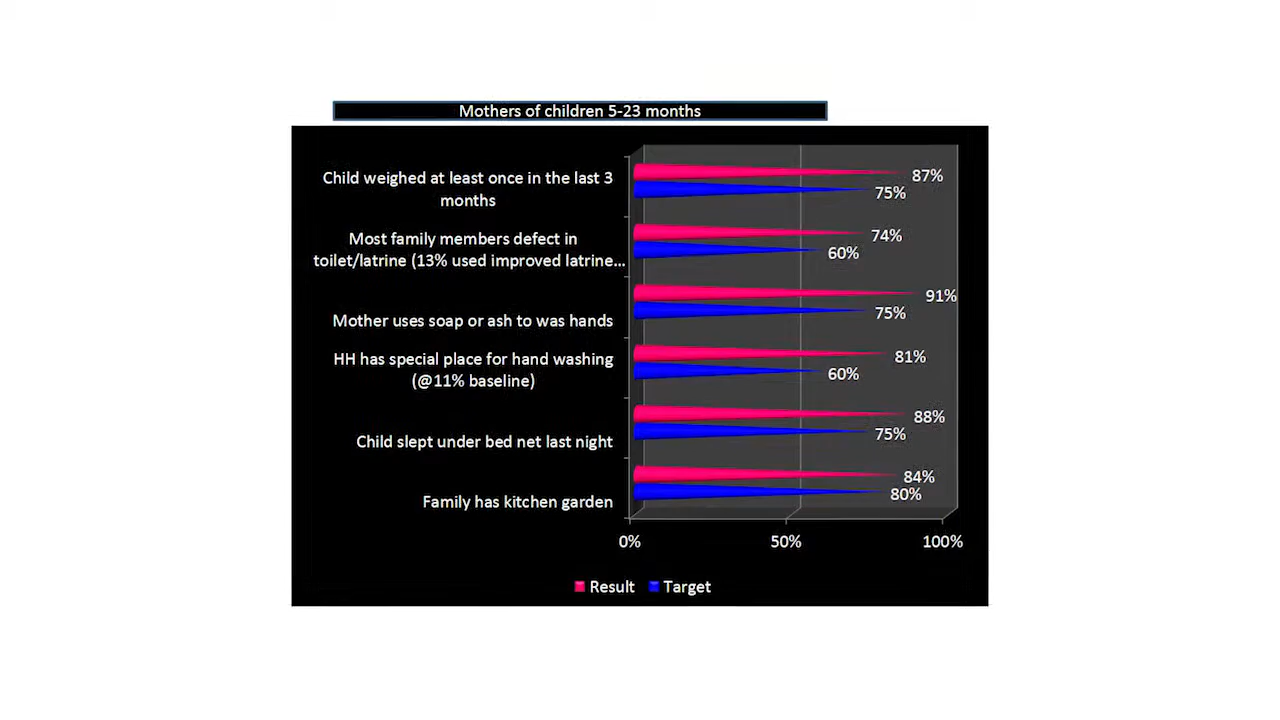 Mothers of children 5-23 months
Child weighed at least once in the last 3
months
87%
75%
Most family members defect in
toilet/latrine (13% used improved latrine...
74%
60%
Mother uses soap or ash to was hands
91%
75%
HH has special place for hand washing
(@11% baseline)
81%
60%
Child slept under bed net last night
88%
75%
Family has kitchen garden
84%
80%
0% 50% 100%
Result Target